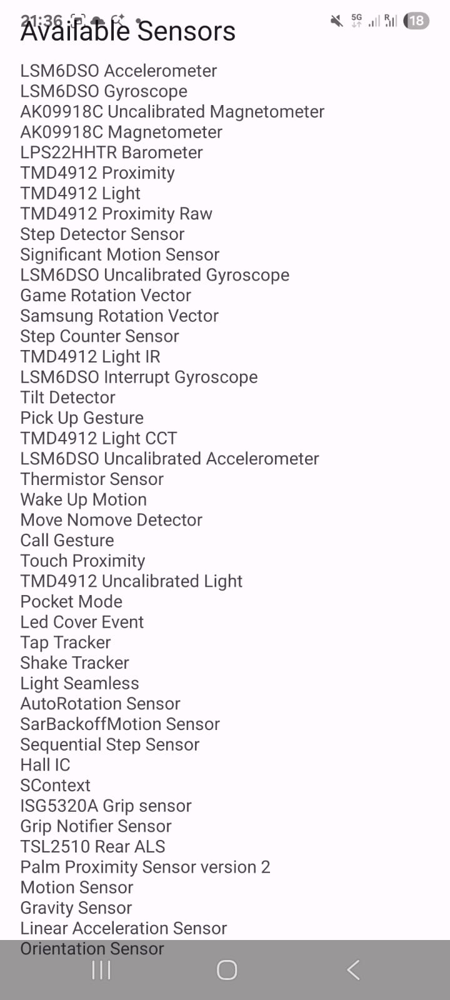 21:36
5G
R
18
Available Sensors
LSM6DSO Accelerometer
LSM6DSO Gyroscope
AK09918C Uncalibrated Magnetometer
AK09918C Magnetometer
LPS22HHTR Barometer
TMD4912 Proximity
TMD4912 Light
TMD4912 Proximity Raw
Step Detector Sensor
Significant Motion Sensor
LSM6DSO Uncalibrated Gyroscope
Game Rotation Vector
Samsung Rotation Vector
Step Counter Sensor
TMD4912 Light IR
LSM6DSO Interrupt Gyroscope
Tilt Detector
Pick Up Gesture
TMD4912 Light CCT
LSM6DSO Uncalibrated Accelerometer
Thermistor Sensor
Wake Up Motion
Move Nomove Detector
Call Gesture
Touch Proximity
TMD4912 Uncalibrated Light
Pocket Mode
Led Cover Event
Tap Tracker
Shake Tracker
Light Seamless
AutoRotation Sensor
SarBackoffMotion Sensor
Sequential Step Sensor
Hall IC
SContext
ISG5320A Grip sensor
Grip Notifier Sensor
TSL2510 Rear ALS
Palm Proximity Sensor version 2
Motion Sensor
Gravity Sensor
Linear Acceleration Sensor
Orientation Sensor